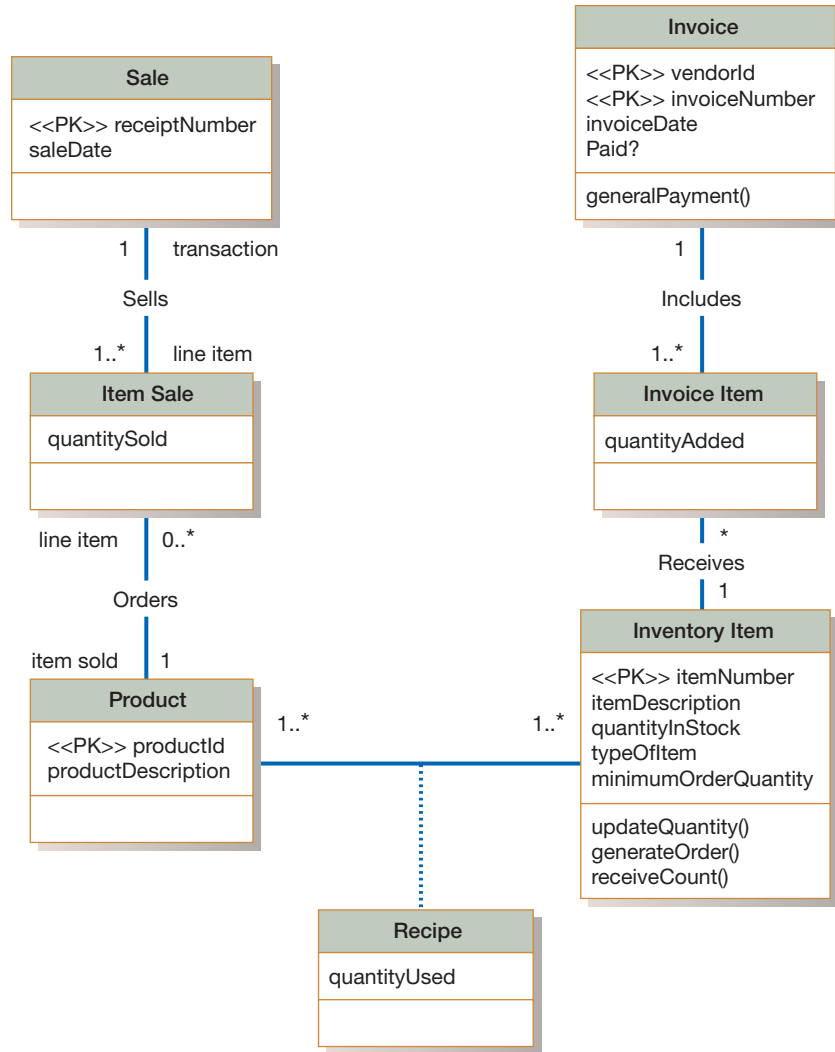 Sale
<<PK>> receiptNumber
saleDate
1 transaction
Sells
1..* line item
Item Sale
quantitySold
line item 0..*
Orders
item sold 1
Product
<<PK>> productId
productDescription
Invoice
<<PK>> vendorId
<<PK>> invoiceNumber
invoiceDate
Paid?
generalPayment()
1
Includes
1..*
Invoice Item
quantityAdded
*
Receives
1
Inventory Item
<<PK>> itemNumber
itemDescription
quantityInStock
typeOfItem
minimumOrderQuantity
updateQuantity()
generateOrder()
receiveCount()
1..* 1..*
Recipe
quantityUsed